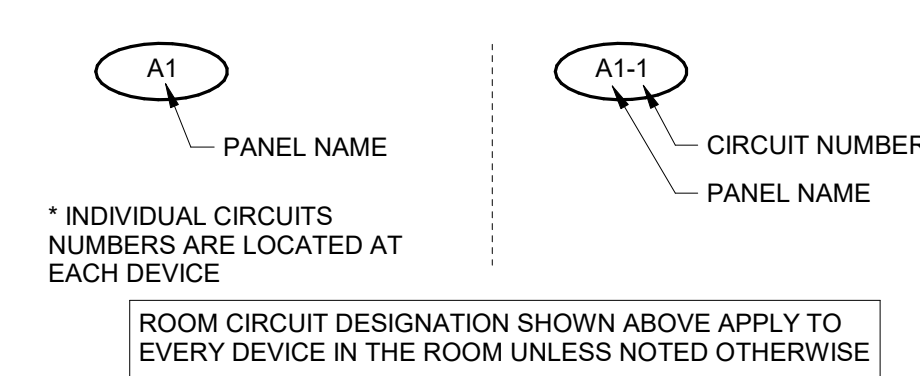 A1
PANEL NAME
* INDIVIDUAL CIRCUITS
NUMBERS ARE LOCATED AT
EACH DEVICE
A1-1
CIRCUIT NUMBER
PANEL NAME
ROOM CIRCUIT DESIGNATION SHOWN ABOVE APPLY TO
EVERY DEVICE IN THE ROOM UNLESS NOTED OTHERWISE